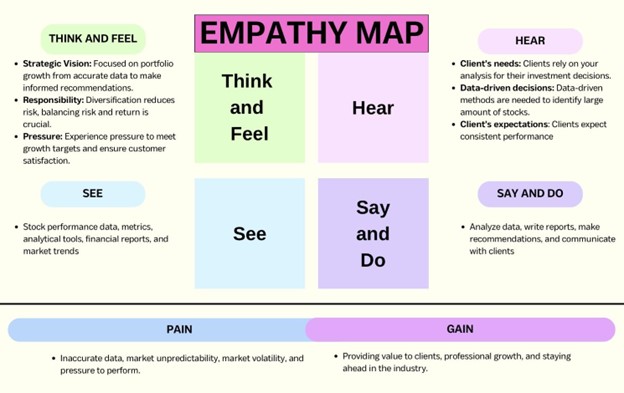 EMPATHY MAP
THINK AND FEEL
• Strategic Vision: Focused on portfolio
growth from accurate data to make
informed recommendations.
• Responsibility: Diversification reduces
risk, balancing risk and return is
crucial.
• Pressure: Experience pressure to meet
growth targets and ensure customer
satisfaction.
Think
and
Feel
Hear
HEAR
• Client's needs: Clients rely on your
analysis for their investment decisions.
• Data-driven decisions: Data-driven
methods are needed to identify large
amount of stocks.
• Client's expectations: Clients expect
consistent performance
SEE
• Stock performance data, metrics,
analytical tools, financial reports, and
market trends
See
Say
and
Do
SAY AND DO
• Analyze data, write reports, make
recommendations, and communicate
with clients
PAIN
• Inaccurate data, market unpredictability, market volatility, and
pressure to perform.
GAIN
• Providing value to clients, professional growth, and staying
ahead in the industry.